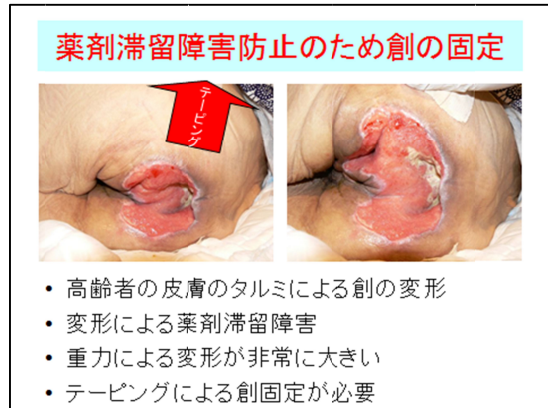 薬剤滞留障害防止のため創の固定
テーピング
• 高齢者の皮膚のタルミによる創の変形
• 変形による薬剤滞留障害
• 重力による変形が非常に大きい
• テーピングによる創固定が必要